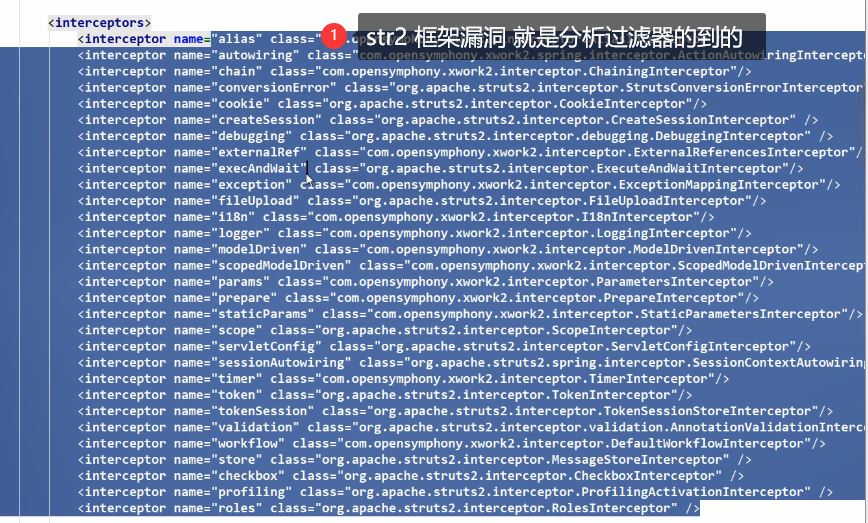 <interceptors>
1 str2 框架漏洞 就是分析过滤器的到的
<interceptor name="alias" class="
<interceptor name="autowiring" class="com.opensymphony.xwork2.spring.interceptor.ActionAutowiringIntercepto
<interceptor name="chain" class="com.opensymphony.xwork2.interceptor.ChainingInterceptor"/>
<interceptor name="conversionError" class="org.apache.struts2.interceptor.StrutsConversionErrorInterceptor
<interceptor name="cookie" class="org.apache.struts2.interceptor.CookieInterceptor"/>
<interceptor name="createSession" class="org.apache.struts2.interceptor.CreateSessionInterceptor" />
<interceptor name="debugging" class="org.apache.struts2.interceptor.debugging.DebuggingInterceptor" />
<interceptor name="externalRef" class="com.opensymphony.xwork2.interceptor.ExternalReferencesInterceptor"/
<interceptor name="execAndWait" class="org.apache.struts2.interceptor.ExecuteAndWaitInterceptor"/>
<interceptor name="exception" class="com.opensymphony.xwork2.interceptor.ExceptionMappingInterceptor"/>
<interceptor name="fileUpload" class="org.apache.struts2.interceptor.FileUploadInterceptor"/>
<interceptor name="i18n" class="com.opensymphony.xwork2.interceptor.I18nInterceptor"/>
<interceptor name="logger" class="com.opensymphony.xwork2.interceptor.LoggingInterceptor"/>
<interceptor name="modelDriven" class="com.opensymphony.xwork2.interceptor.ModelDrivenInterceptor"/>
<interceptor name="scopedModelDriven" class="com.opensymphony.xwork2.interceptor.ScopedModelDrivenIntercept
<interceptor name="params" class="com.opensymphony.xwork2.interceptor.ParametersInterceptor"/>
<interceptor name="prepare" class="com.opensymphony.xwork2.interceptor.PrepareInterceptor"/>
<interceptor name="staticParams" class="com.opensymphony.xwork2.interceptor.StaticParametersInterceptor"/>
<interceptor name="scope" class="org.apache.struts2.interceptor.ScopeInterceptor"/>
<interceptor name="servletConfig" class="org.apache.struts2.interceptor.ServletConfigInterceptor"/>
<interceptor name="sessionAutowiring" class="org.apache.struts2.spring.interceptor.SessionContextAutowiring
<interceptor name="timer" class="com.opensymphony.xwork2.interceptor.TimerInterceptor"/>
<interceptor name="token" class="org.apache.struts2.interceptor.TokenInterceptor"/>
<interceptor name="tokenSession" class="org.apache.struts2.interceptor.TokenSessionStoreInterceptor"/>
<interceptor name="validation" class="org.apache.struts2.interceptor.validation.AnnotationValidationInterce
<interceptor name="workflow" class="com.opensymphony.xwork2.interceptor.DefaultWorkflowInterceptor"/>
<interceptor name="store" class="org.apache.struts2.interceptor.MessageStoreInterceptor" />
<interceptor name="checkbox" class="org.apache.struts2.interceptor.CheckboxInterceptor" />
<interceptor name="profiling" class="org.apache.struts2.interceptor.ProfilingActivationInterceptor" />
<interceptor name="roles" class="org.apache.struts2.interceptor.RolesInterceptor" />